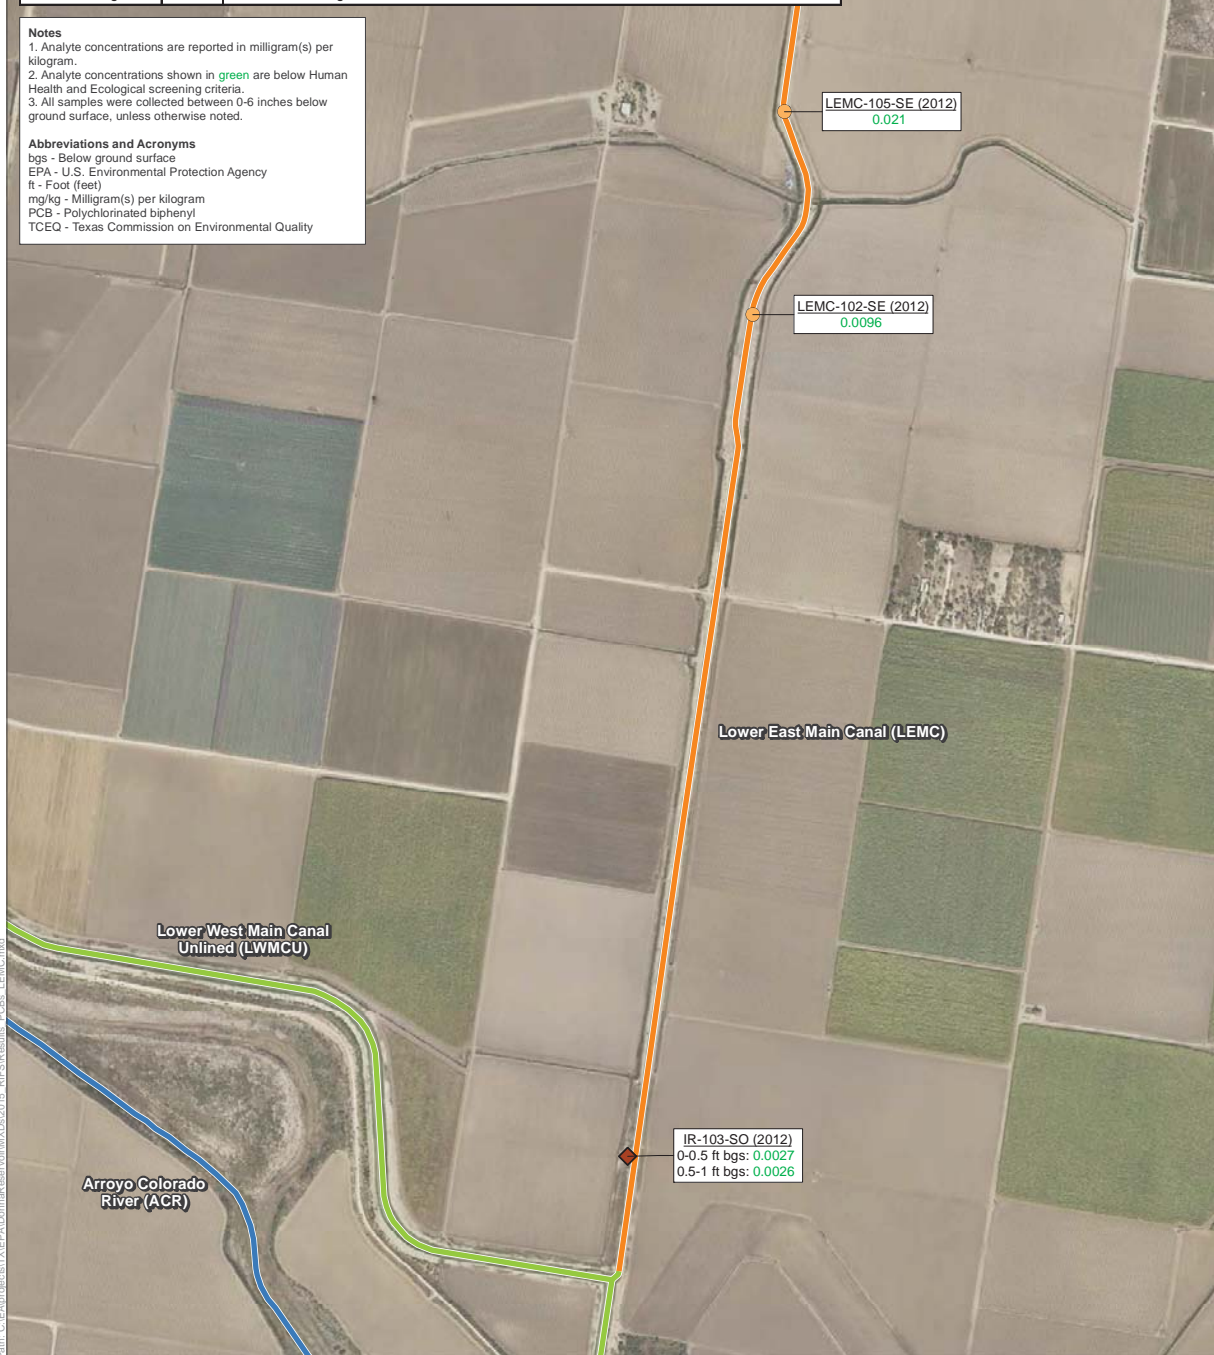 Notes
1. Analyte concentrations are reported in milligram(s) per
kilogram.
2. Analyte concentrations shown in green are below Human
Health and Ecological screening criteria.
3. All samples were collected between 0-6 inches below
ground surface, unless otherwise noted.
Abbreviations and Acronyms
bgs - Below ground surface
EPA - U.S. Environmental Protection Agency
ft - Foot (feet)
mg/kg - Milligram(s) per kilogram
PCB - Polychlorinated biphenyl
TCEQ - Texas Commission on Environmental Quality
LEMC-105-SE (2012)
0.021
LEMC-102-SE (2012)
0.0096
Lower East Main Canal (LEMC)
Lower West Main Canal
Unlined (LWMCU)
IR-103-SO (2012)
0-0.5 ft bgs: 0.0027
0.5-1 ft bgs: 0.0026
Arroyo Colorado
River (ACR)